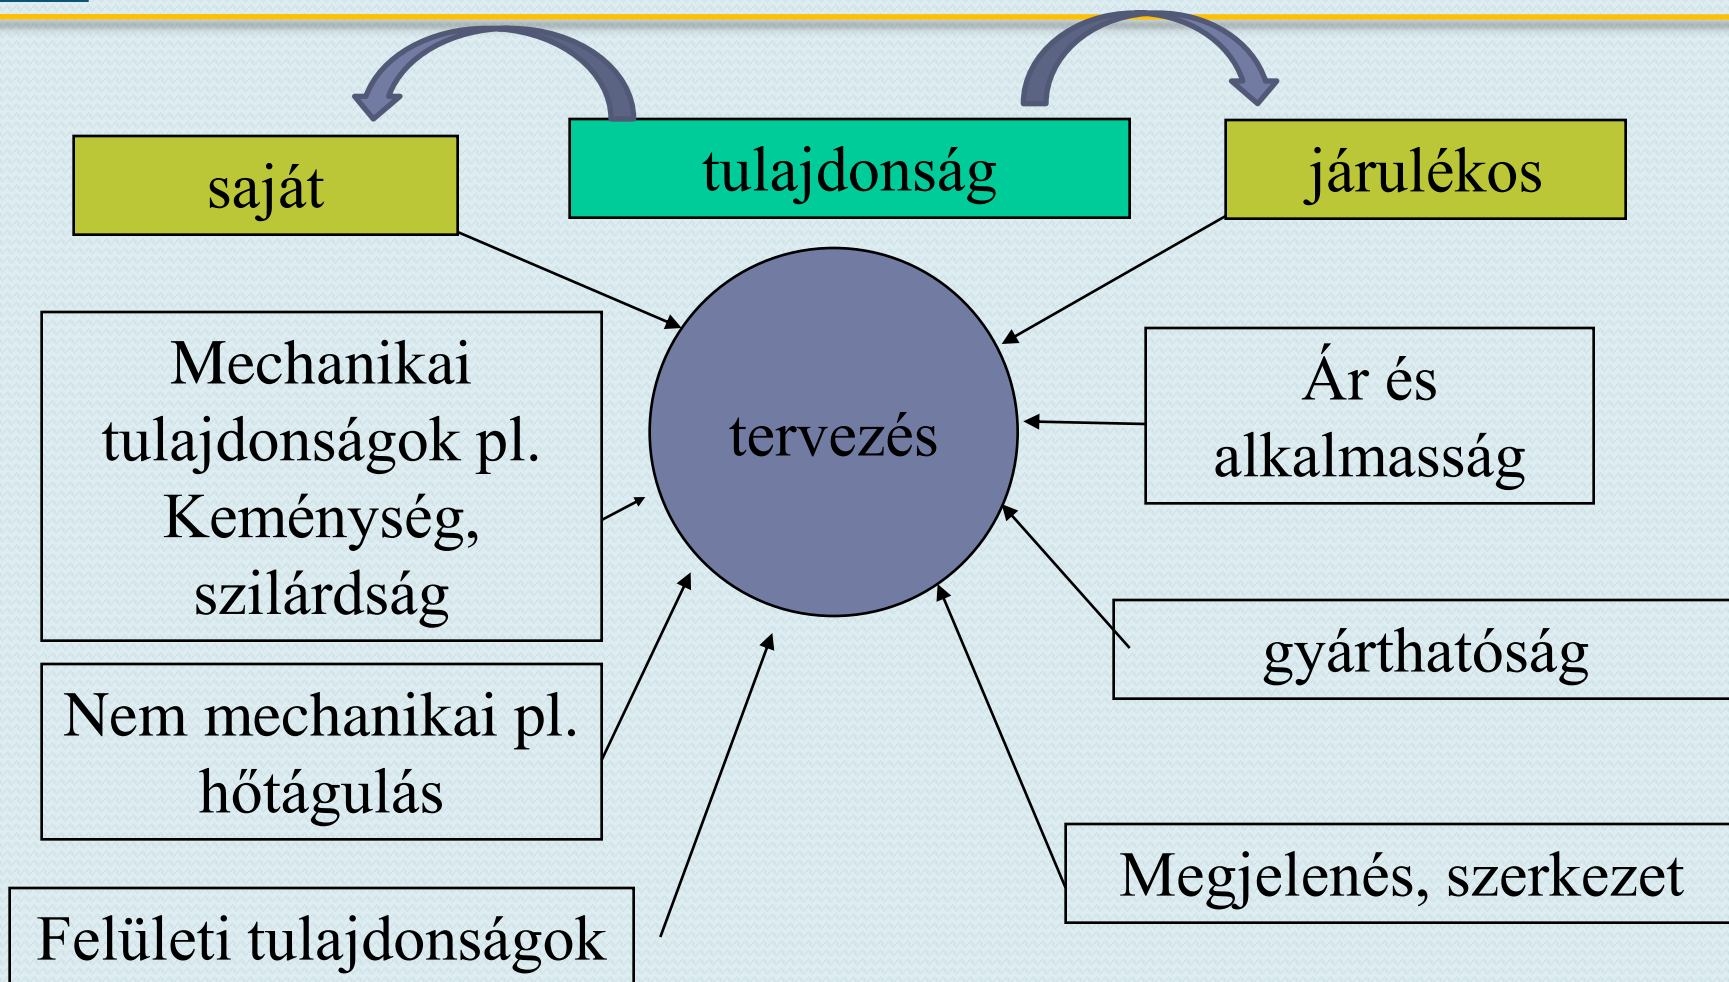 saját
tulajdonság
járulékos
Mechanikai
tulajdonságok pl.
Keménység,
szilárdság
tervezés
Ár és
alkalmasság
gyárthatóság
Nem mechanikai pl.
hőtágulás
Megjelenés, szerkezet
Felületi tulajdonságok